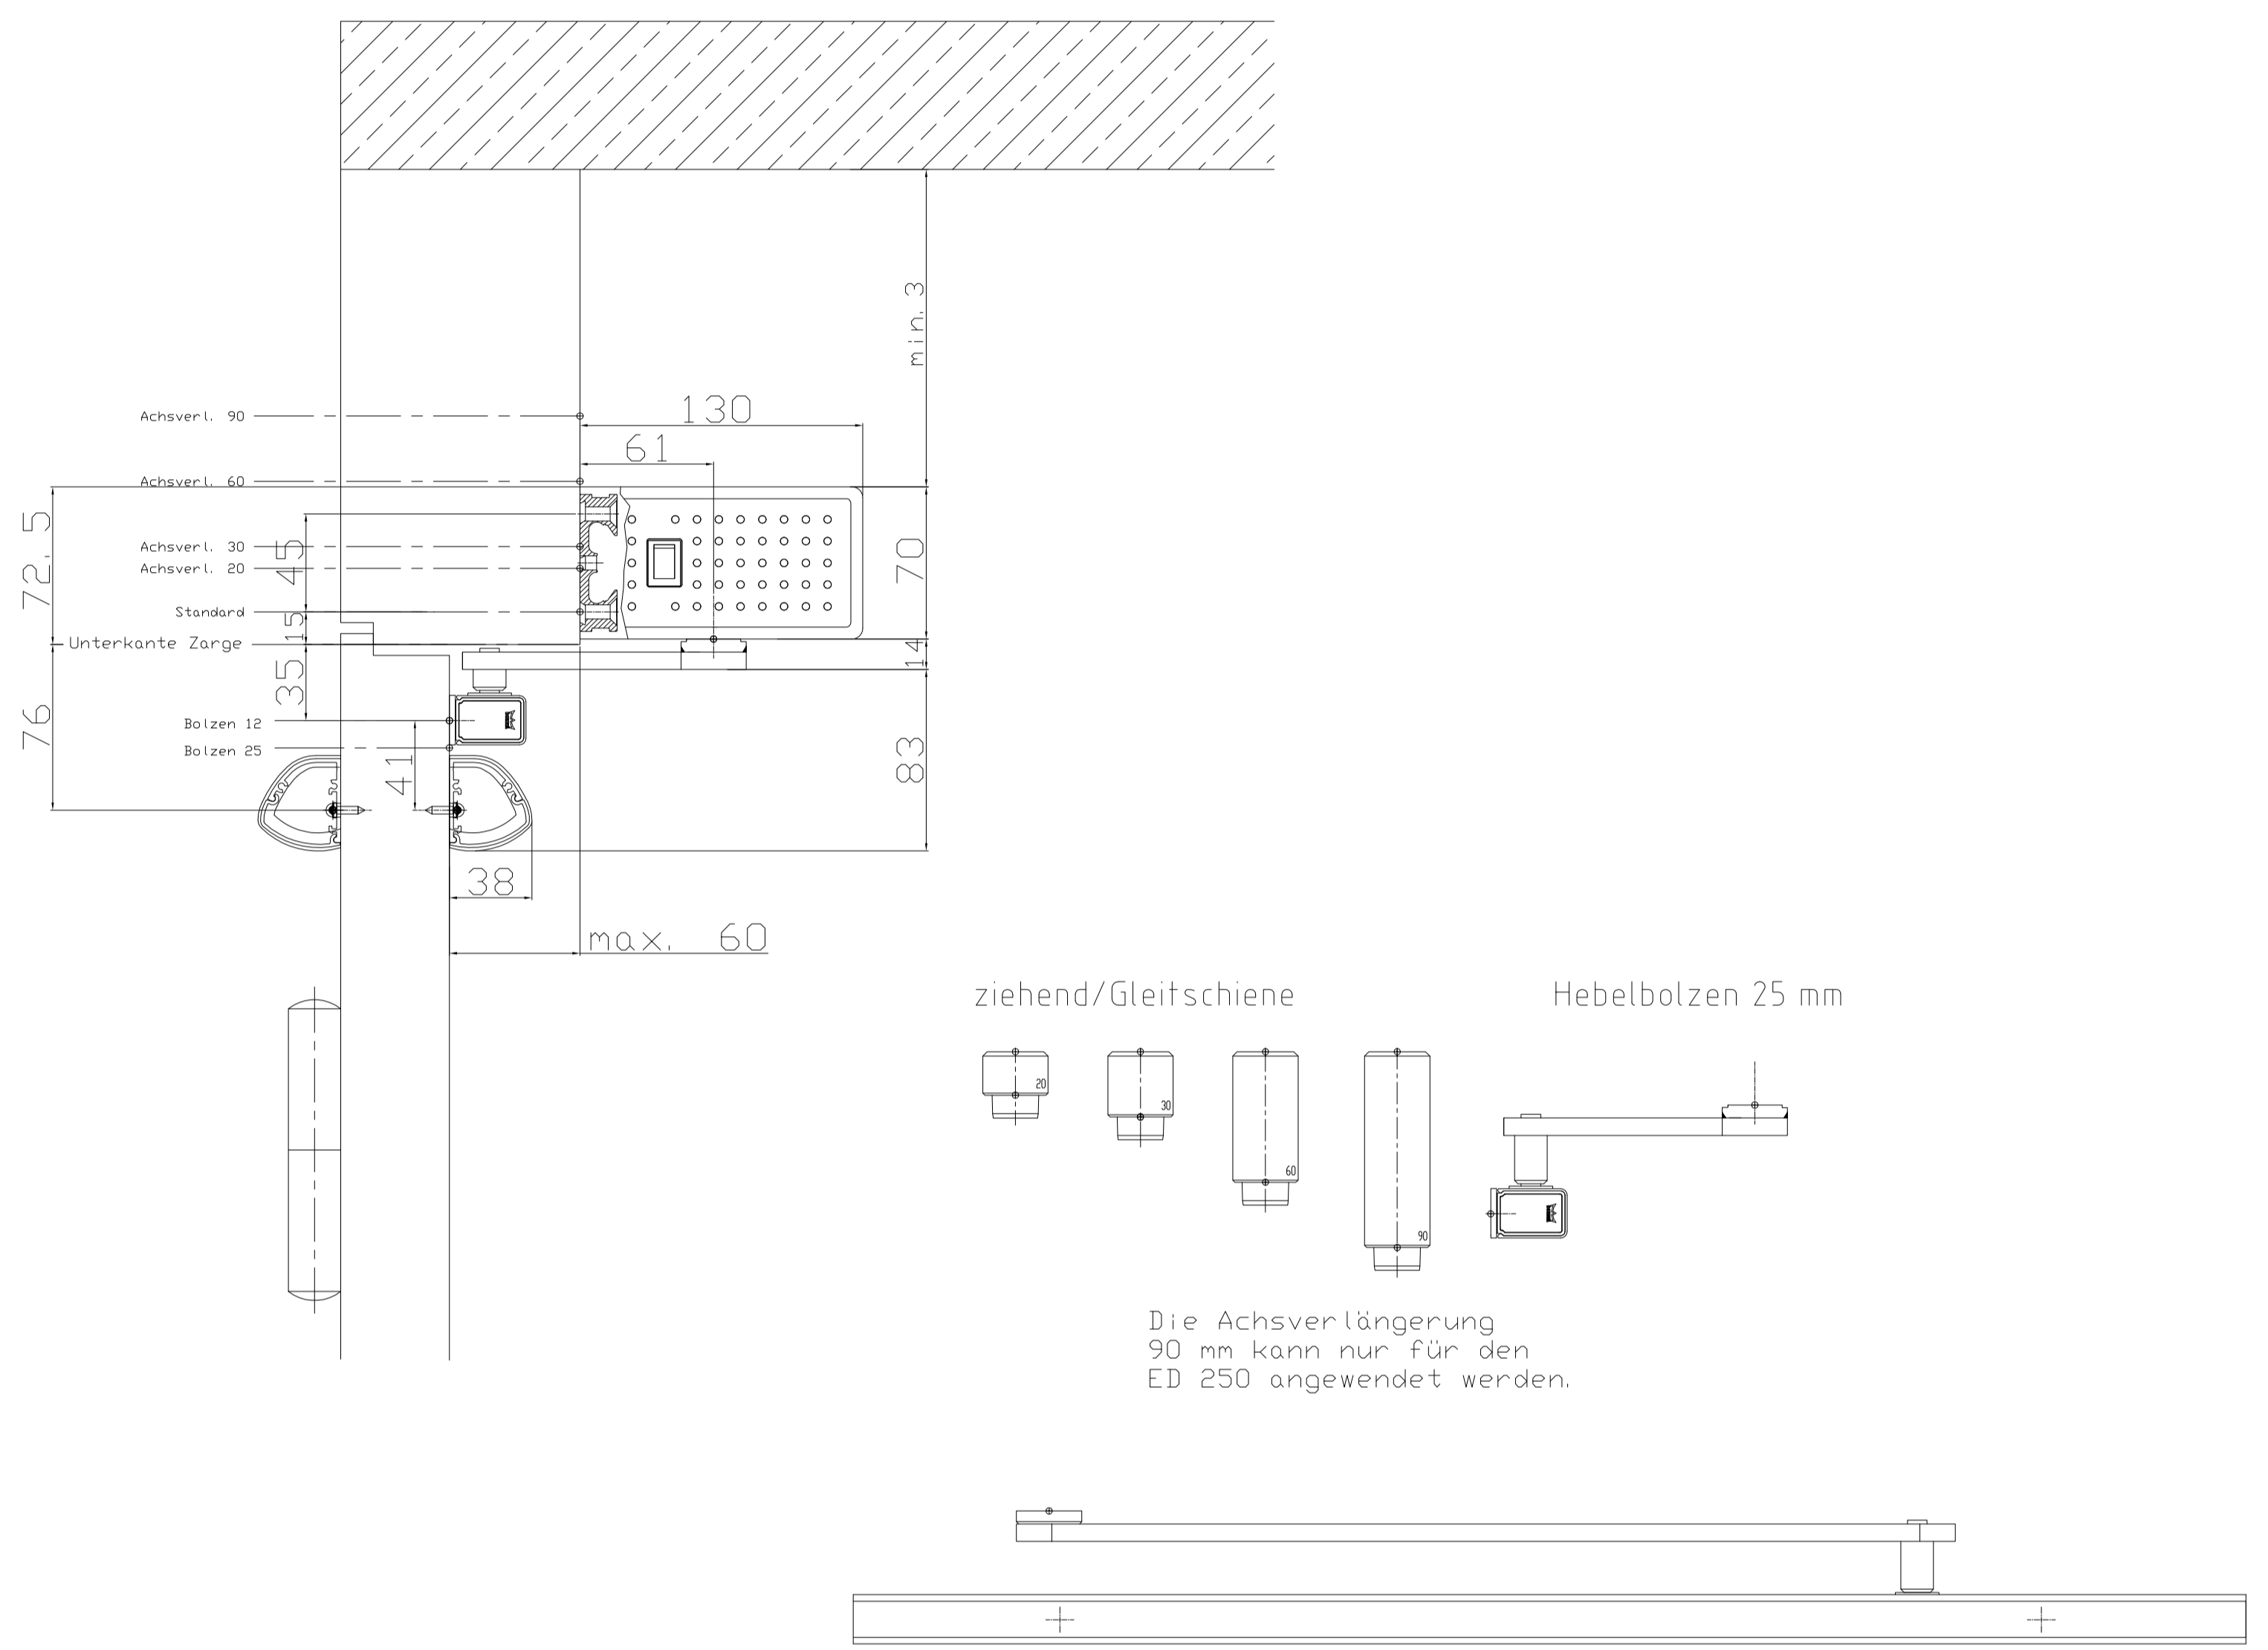 min. 3
130
61
Achsverl. 90
Achsverl. 60
Achsverl. 30
Achsverl. 20
Standard
Unterkante Zarge
Bolzen 12
Bolzen 25
72.5
76
45
15
35
41
70
14
83
38
max. 60
ziehend/Gleitschiene
Hebelbolzen 25 mm
20
30
60
90
Die Achsverlängerung
90 mm kann nur für den
ED 250 angewendet werden.